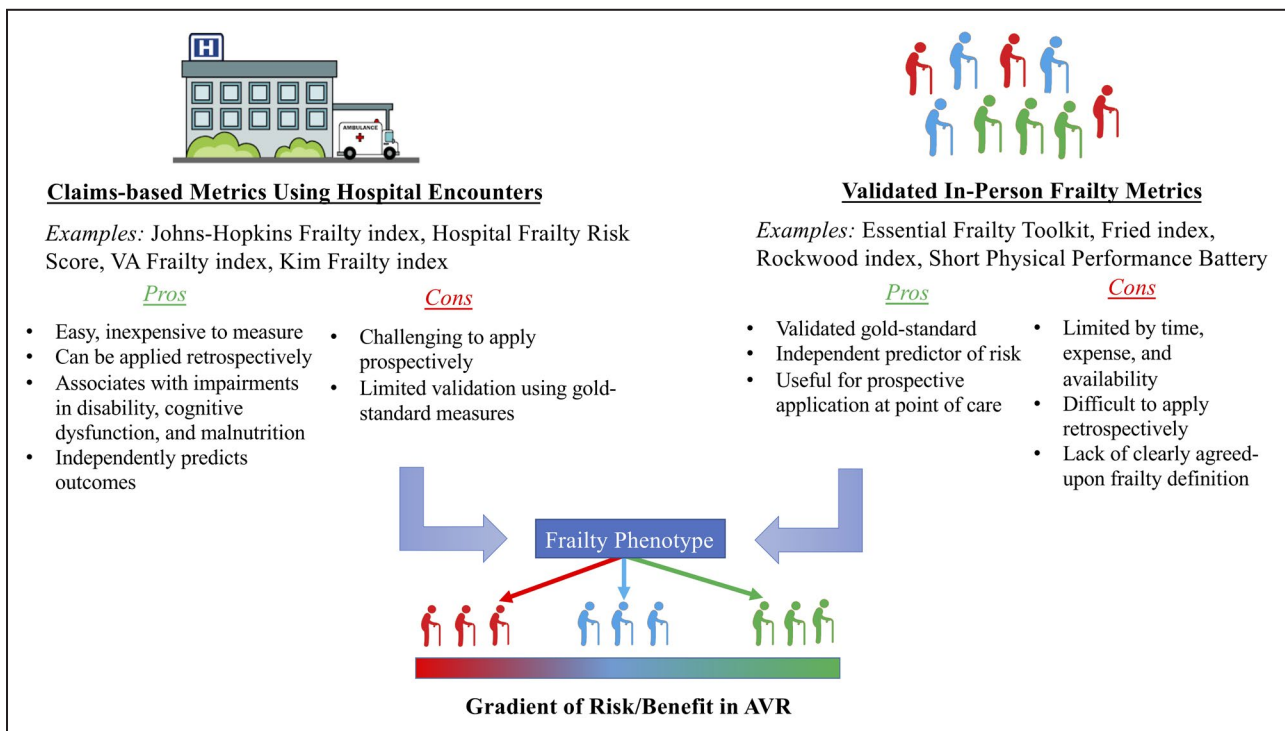 H
AMBULANCE
Claims-based Metrics Using Hospital Encounters
Examples: Johns-Hopkins Frailty index, Hospital Frailty Risk
Score, VA Frailty index, Kim Frailty index
Pros
• Easy, inexpensive to measure
• Can be applied retrospectively
• Associates with impairments
in disability, cognitive
dysfunction, and malnutrition
• Independently predicts
outcomes
Cons
• Challenging to apply
prospectively
• Limited validation using gold-
standard measures
Validated In-Person Frailty Metrics
Examples: Essential Frailty Toolkit, Fried index,
Rockwood index, Short Physical Performance Battery
Pros
• Validated gold-standard
• Independent predictor of risk
• Useful for prospective
application at point of care
Cons
• Limited by time,
expense, and
availability
• Difficult to apply
retrospectively
• Lack of clearly agreed-
upon frailty definition
Frailty Phenotype
Gradient of Risk/Benefit in AVR